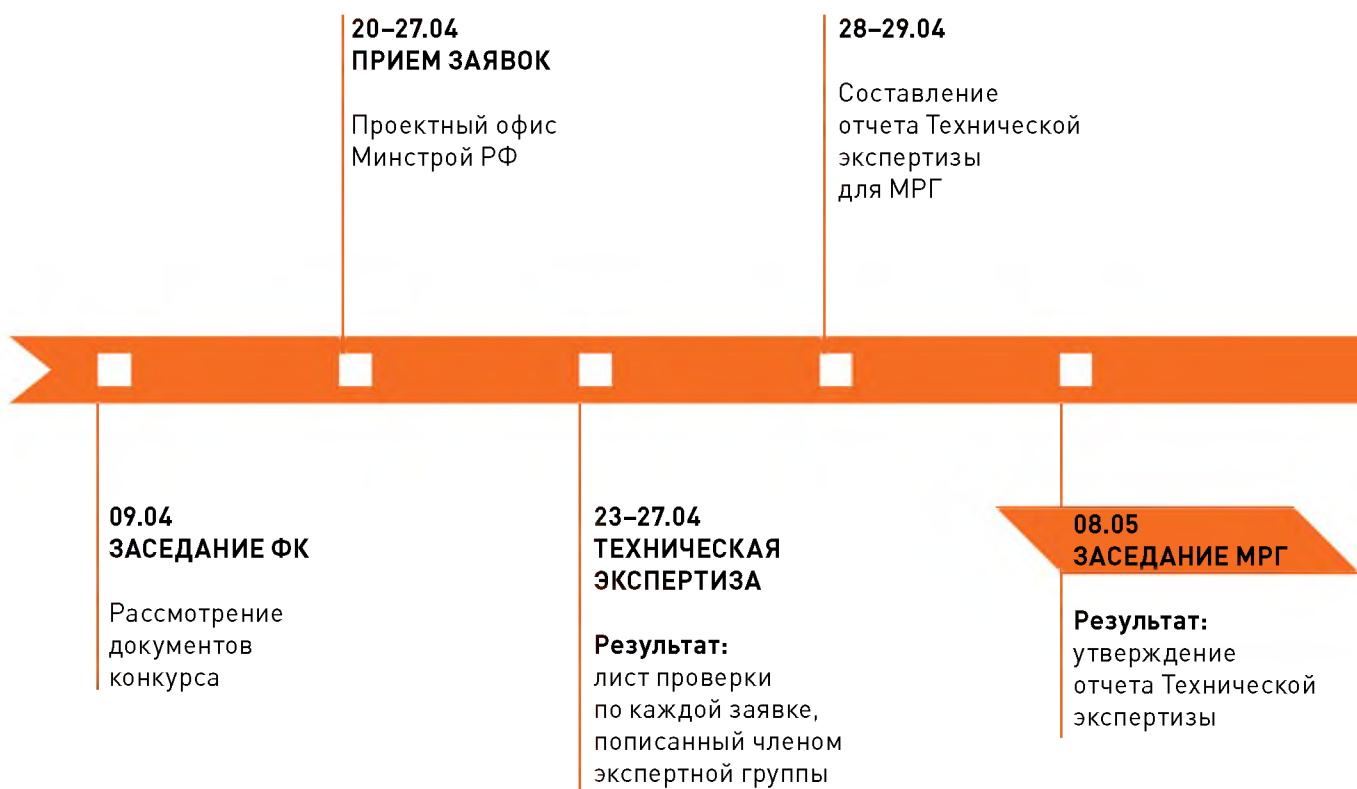 20–27.04
ПРИЕМ ЗАЯВОК
Проектный офис
Минстрой РФ
28–29.04
Составление
отчета Технической
экспертизы
для МРГ
09.04
ЗАСЕДАНИЕ ФК
Рассмотрение
документов
конкурса
23–27.04
ТЕХНИЧЕСКАЯ
ЭКСПЕРТИЗА
Результат:
лист проверки
по каждой заявке,
пописанный членом
экспертной группы
08.05
ЗАСЕДАНИЕ МРГ
Результат:
утверждение
отчета Технической
экспертизы